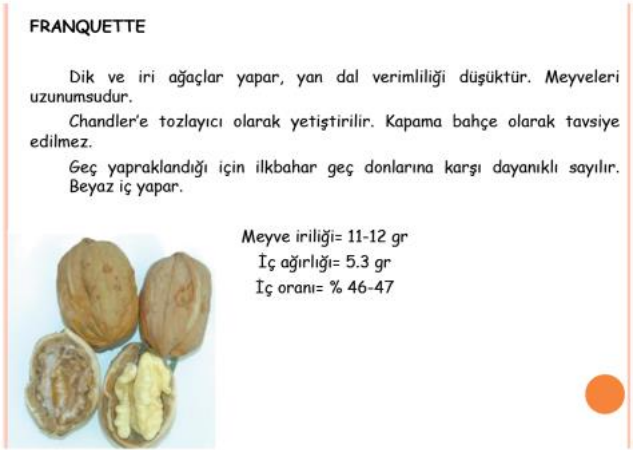 FRANQUETTE
Dik ve iri ağaçlar yapar, yan dal verimliliği düşüktür. Meyveleri
uzunumsudur.
Chandler’e tozlayıcı olarak yetiştirilir. Kapama bahçe olarak tavsiye
edilmez.
Geç yapraklandığı için ilkbahar geç donlarına karşı dayanıklı sayılır.
Beyaz iç yapar.
Meyve iriliği= 11-12 gr
İç ağırlığı= 5.3 gr
İç oranı= % 46-47